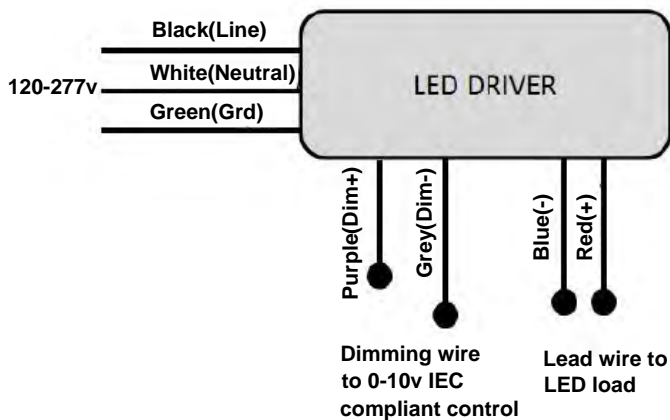 Black(Line)
120-277v
White(Neutral)
Green(Grd)
LED DRIVER
Purple(Dim+)
Grey(Dim-)
Blue(-)
Red(+)
Dimming wire
to 0-10v IEC
compliant control
Lead wire to
LED load